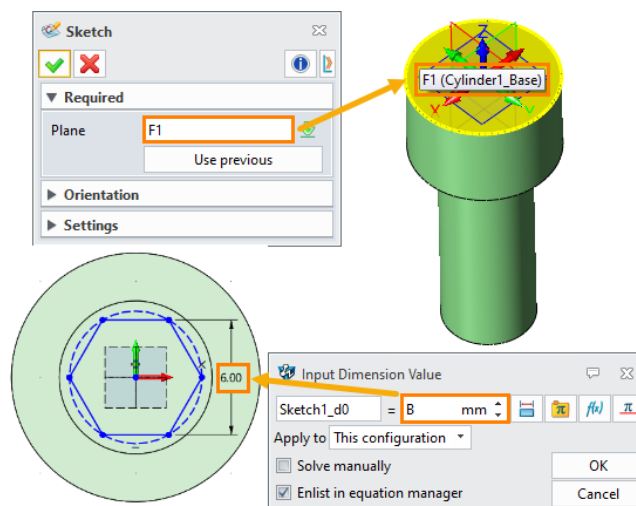 Sketch
Required
Plane F1
Use previous
Orientation
Settings
Z
F1 (Cylinder1_Base)
6.00
Input Dimension Value
Sketch1_d0 = B mm
Apply to This configuration
Solve manually
OK
Enlist in equation manager
Cancel